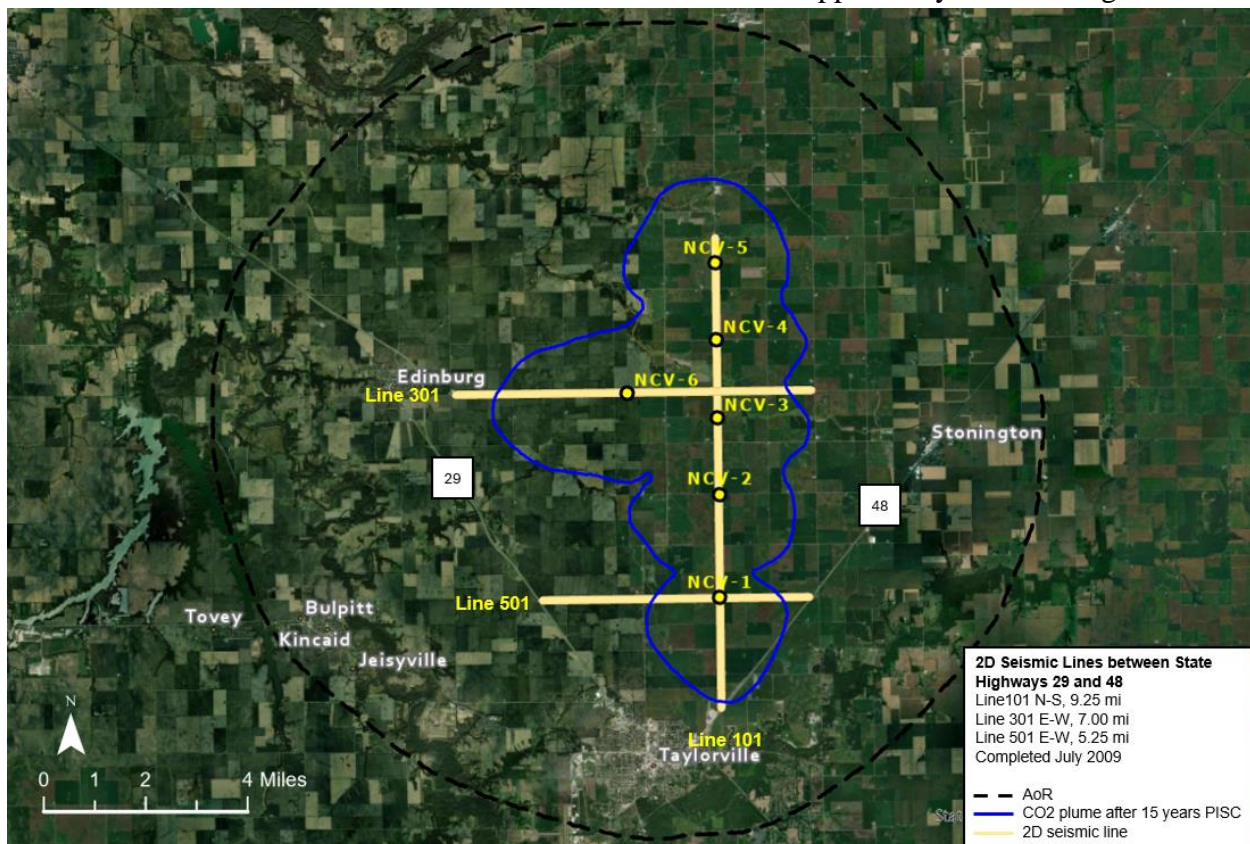 NCV-5
NCV-4
Edinburg
NCV-6
Line 301
NCV-3
Stonington
29
NCV-2
48
NCV-1
Line 501
Bulpitt
Tovey
Kincaid
Jeisyville
2D Seismic Lines between State
Highways 29 and 48
Line101 N-S, 9.25 mi
Line 301 E-W, 7.00 mi
Line 501 E-W, 5.25 mi
Completed July 2009
N
Line 101
Taylorville
0 1 2 4 Miles
AoR
CO2 plume after 15 years PISC
2D seismic line